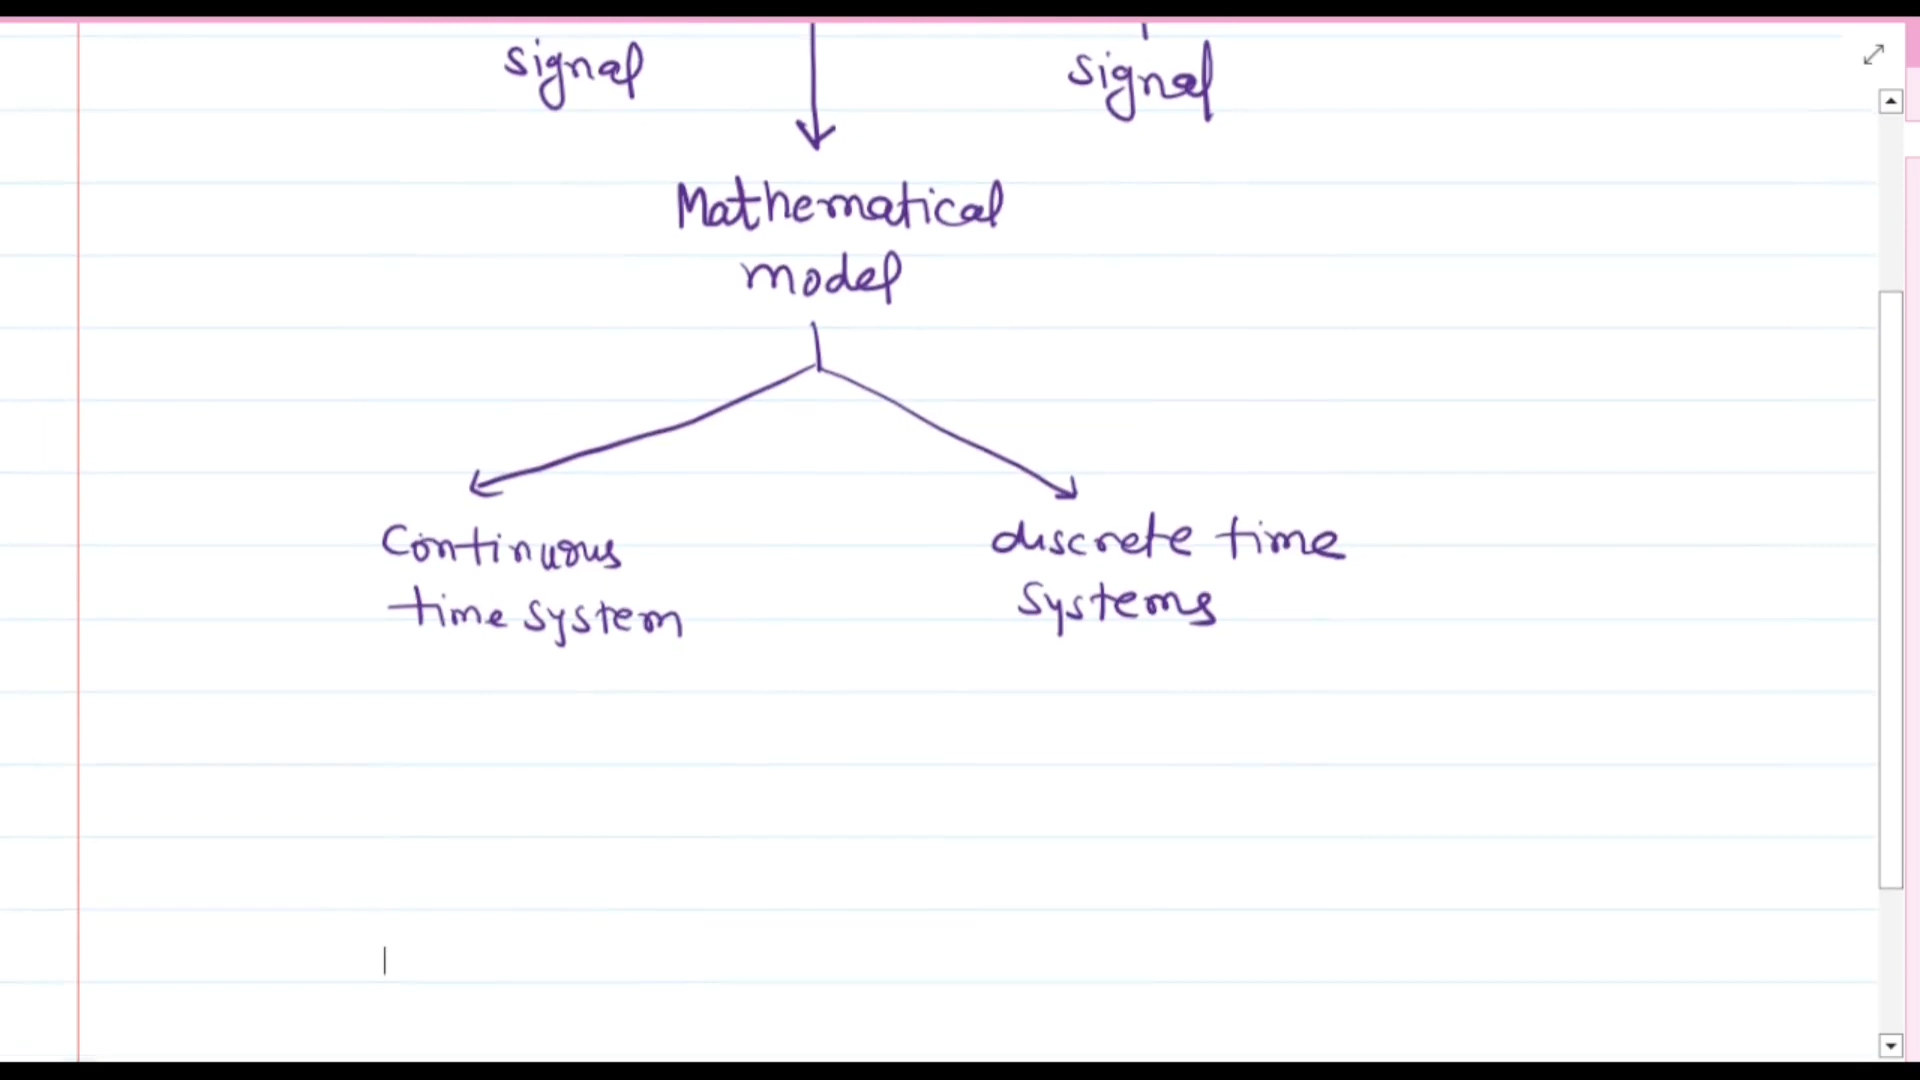 signal signal
Mathematical
model
Continuous discrete time
time system Systems